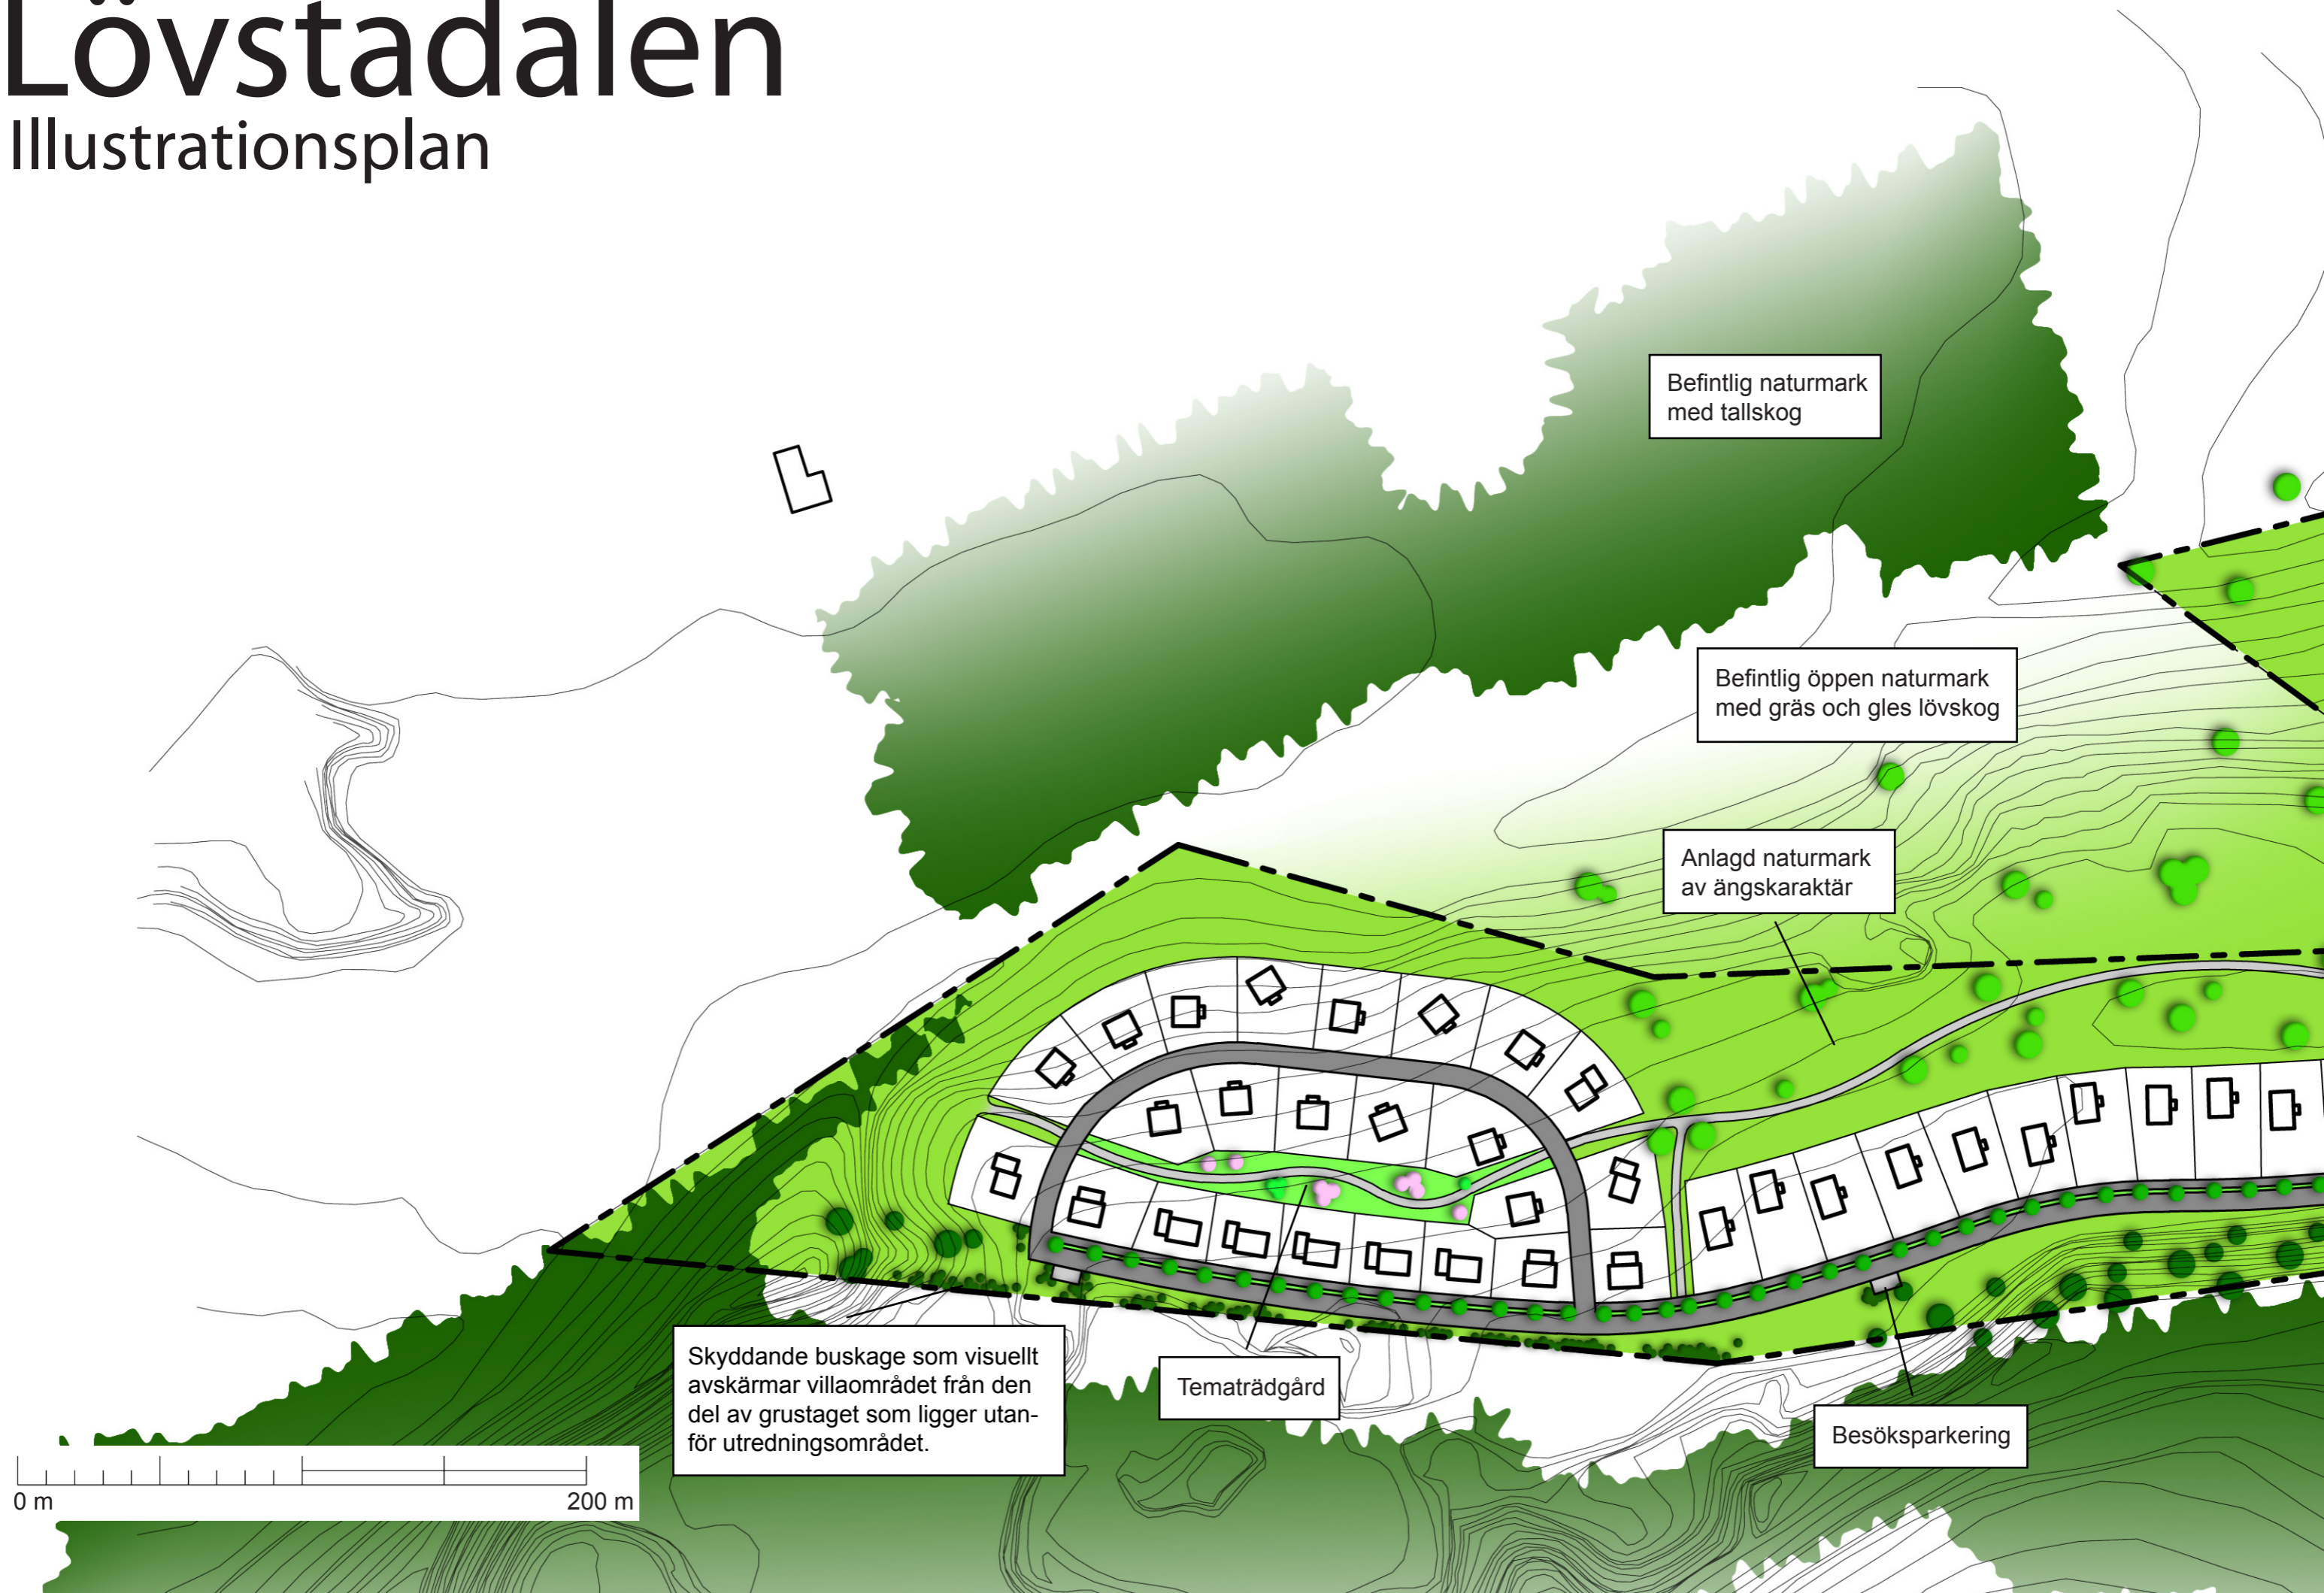 Lövstadalen
Illustrationsplan
Befintlig naturmark
med tallskog
Befintlig öppen naturmark
med gräs och gles lövskog
Anlagd naturmark
av ängskaraktär
Skyddande buskage som visuellt
avskärmar villaområdet från den
del av grustaget som ligger utan-
för utredningsområdet.
Tematrädgård
Besöksparkering
0 m
200 m